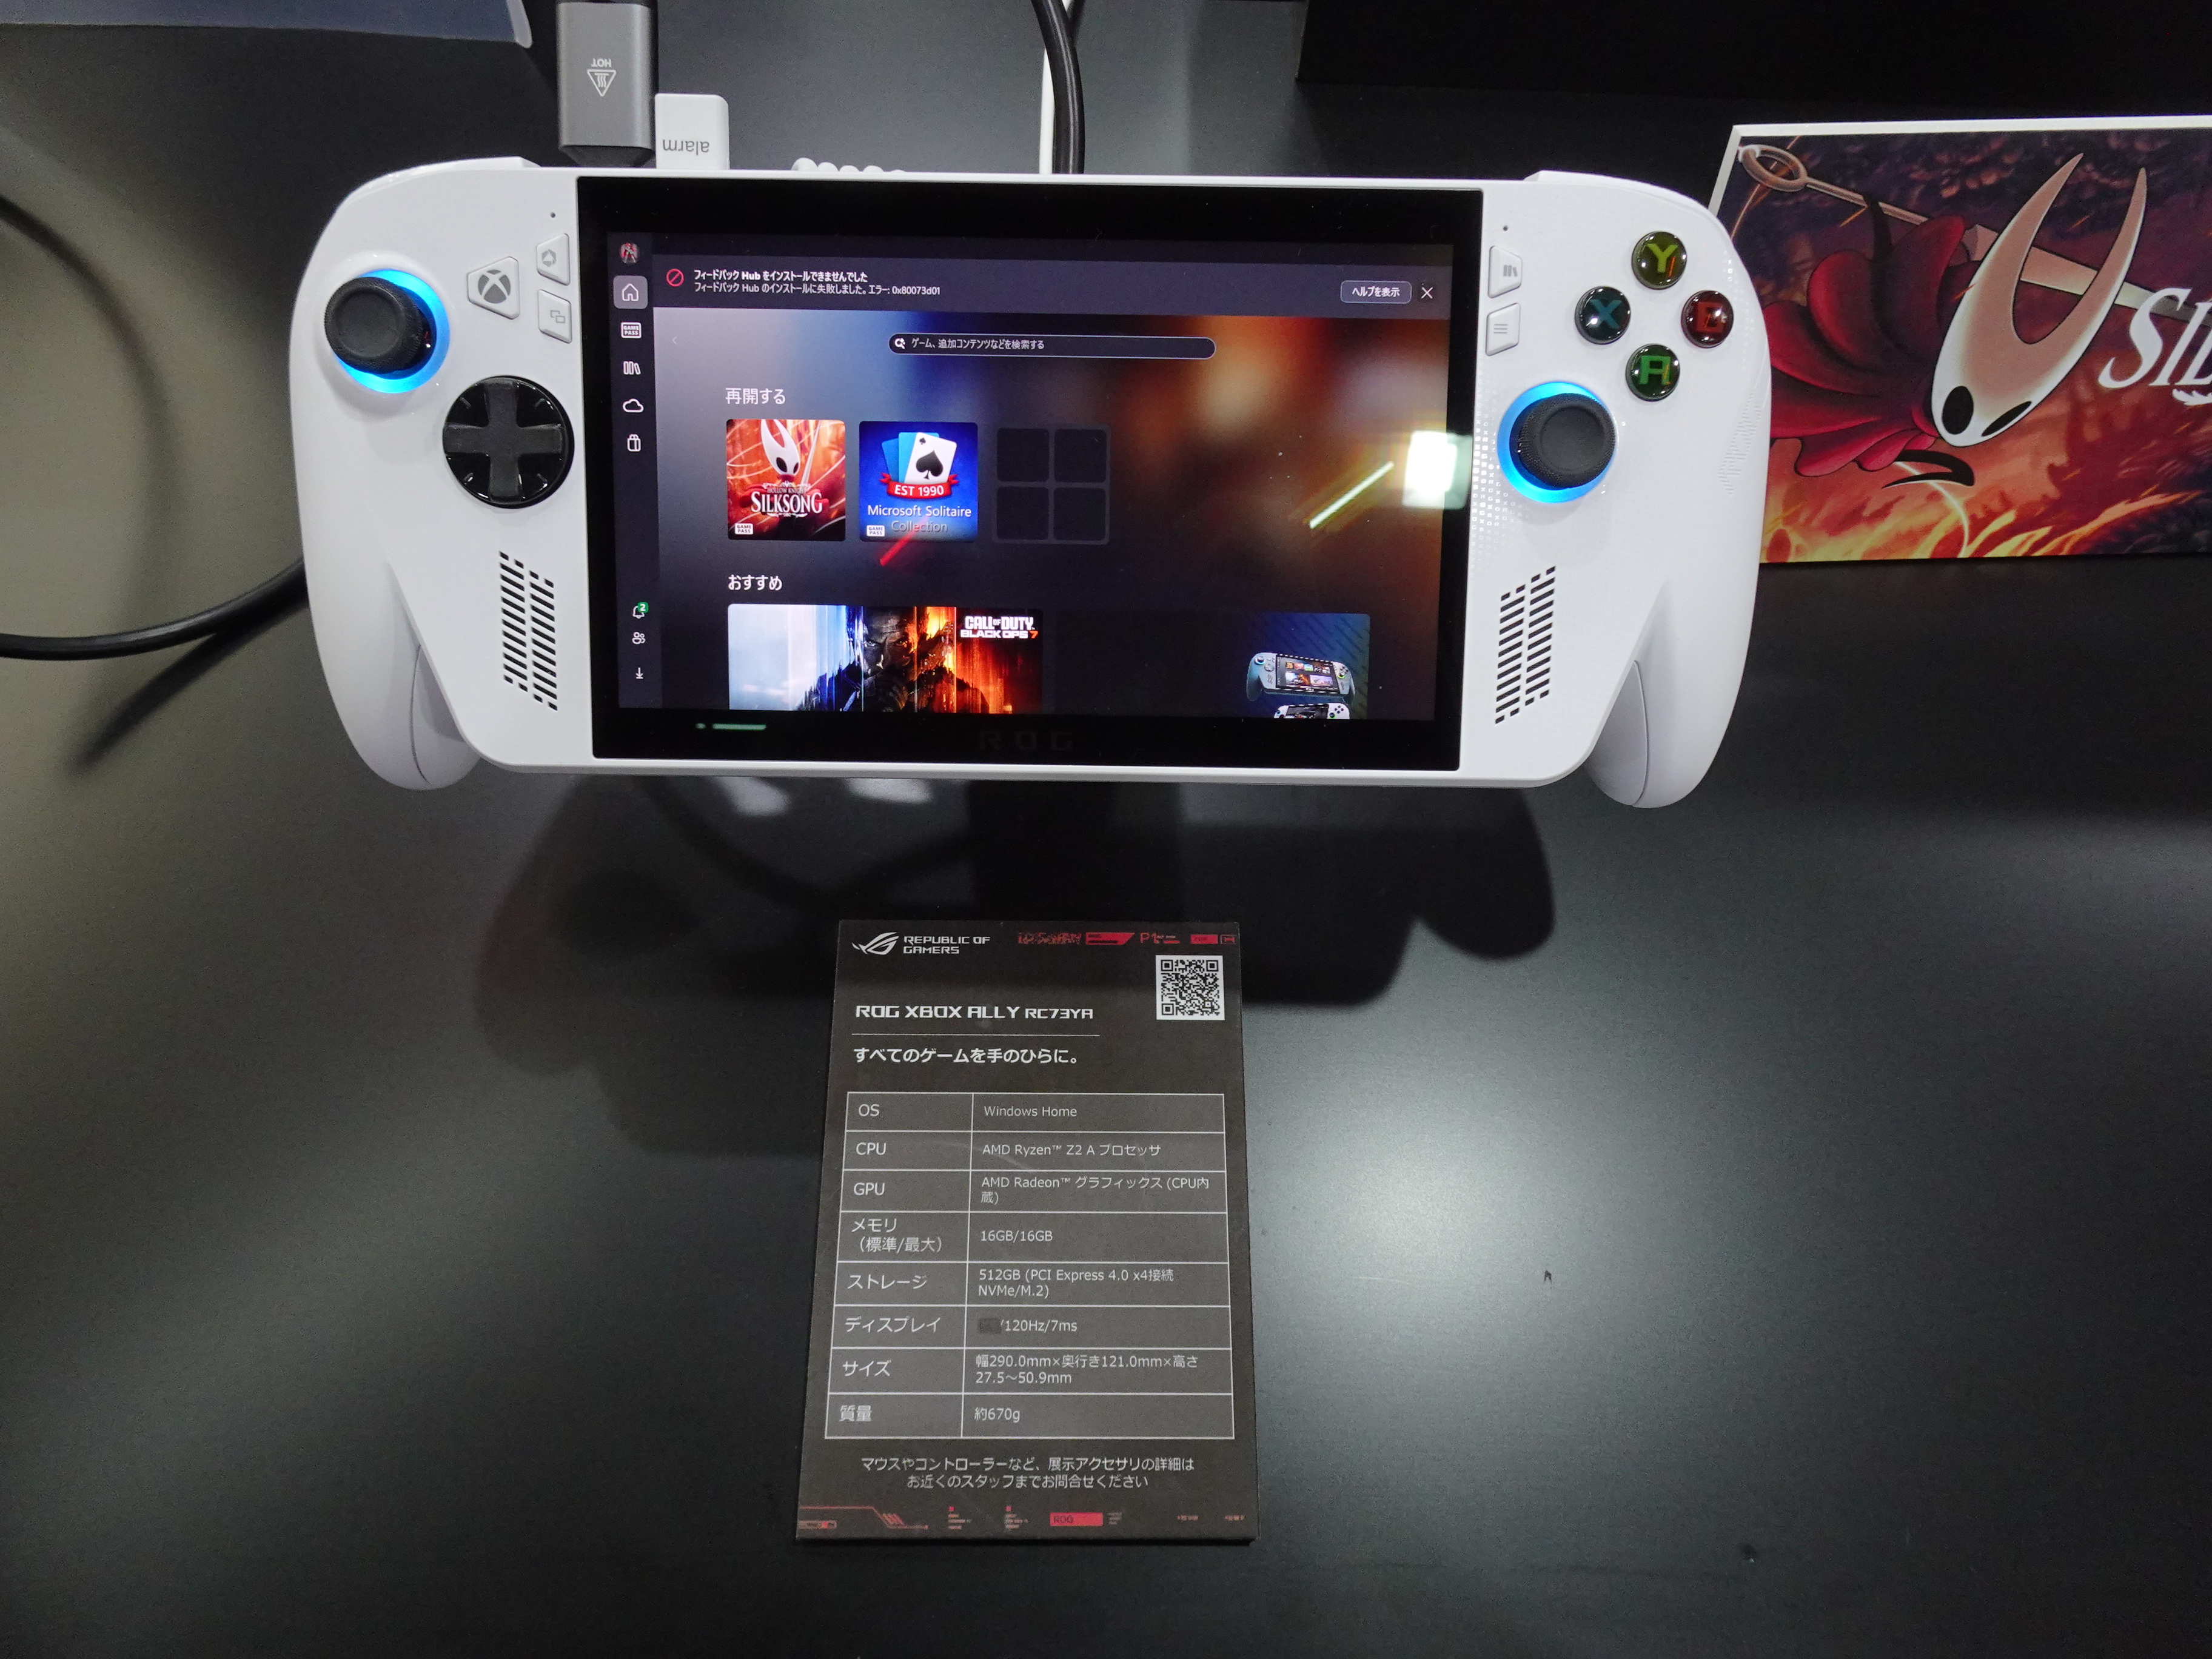 HOT
alarm
フィードバック Hub をインストールできませんでした
フィードバック Hub のインストールに失敗しました。エラー: 0x80073d01
ヘルプを表示
GAME PASS
ゲーム、追加コンテンツなどを検索する
再開する
HOLLOW KNIGHT
SILKSONG
GAME PASS
EST 1990
Microsoft Solitaire
Collection
GAME PASS
おすすめ
2
CALL OF DUTY
BLACK OPS 7
ROG
Y
X
B
A
REPUBLIC OF
GAMERS
ROG XBOX ALLY RC73YA
すべてのゲームを手のひらに。
OS Windows Home
CPU AMD Ryzen™ Z2 A プロセッサ
GPU AMD Radeon™ グラフィックス (CPU内
蔵)
メモリ
（標準/最大） 16GB/16GB
ストレージ 512GB (PCI Express 4.0 x4接続
NVMe/M.2)
ディスプレイ /120Hz/7ms
サイズ 幅290.0mm×奥行き121.0mm×高さ
27.5～50.9mm
質量 約670g
マウスやコントローラーなど、展示アクセサリの詳細は
お近くのスタッフまでお問合せください
ROG